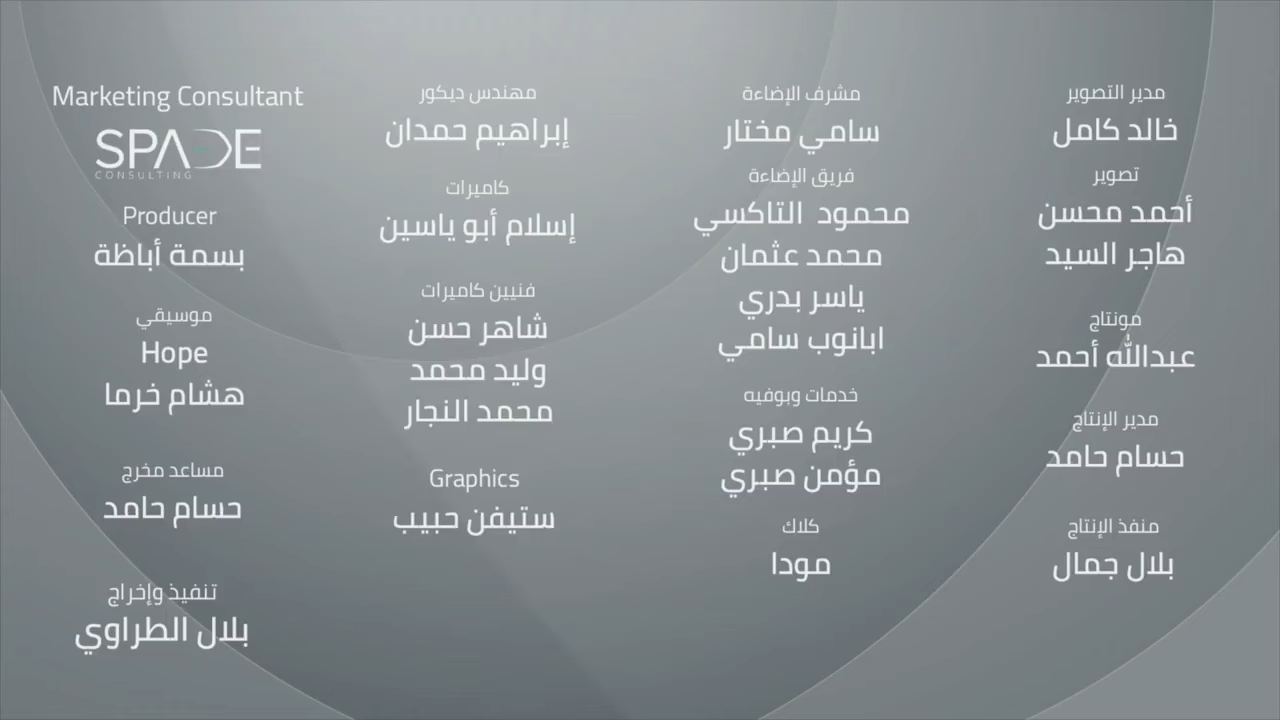 مدير التصوير
خالد كامل
تصوير
أحمد محسن
هاجر السيد
مونتاج
عبدالله أحمد
مدير الإنتاج
حسام حامد
منفذ الإنتاج
بلال جمال
مشرف الإضاءة
سامي مختار
فريق الإضاءة
محمود التاكسي
محمد عثمان
ياسر بدري
ابانوب سامي
خدمات وبوفيه
كريم صبري
مؤمن صبري
كلاك
مودا
مهندس ديكور
إبراهيم حمدان
كاميرات
إسلام أبو ياسين
فنيين كاميرات
شاهر حسن
وليد محمد
محمد النجار
Graphics
ستيفن حبيب
Marketing Consultant
SPADE
CONSULTING
Producer
بسمة أباظة
موسيقي
Hope
هشام خرما
مساعد مخرج
حسام حامد
تنفيذ وإخراج
بلال الطراوي